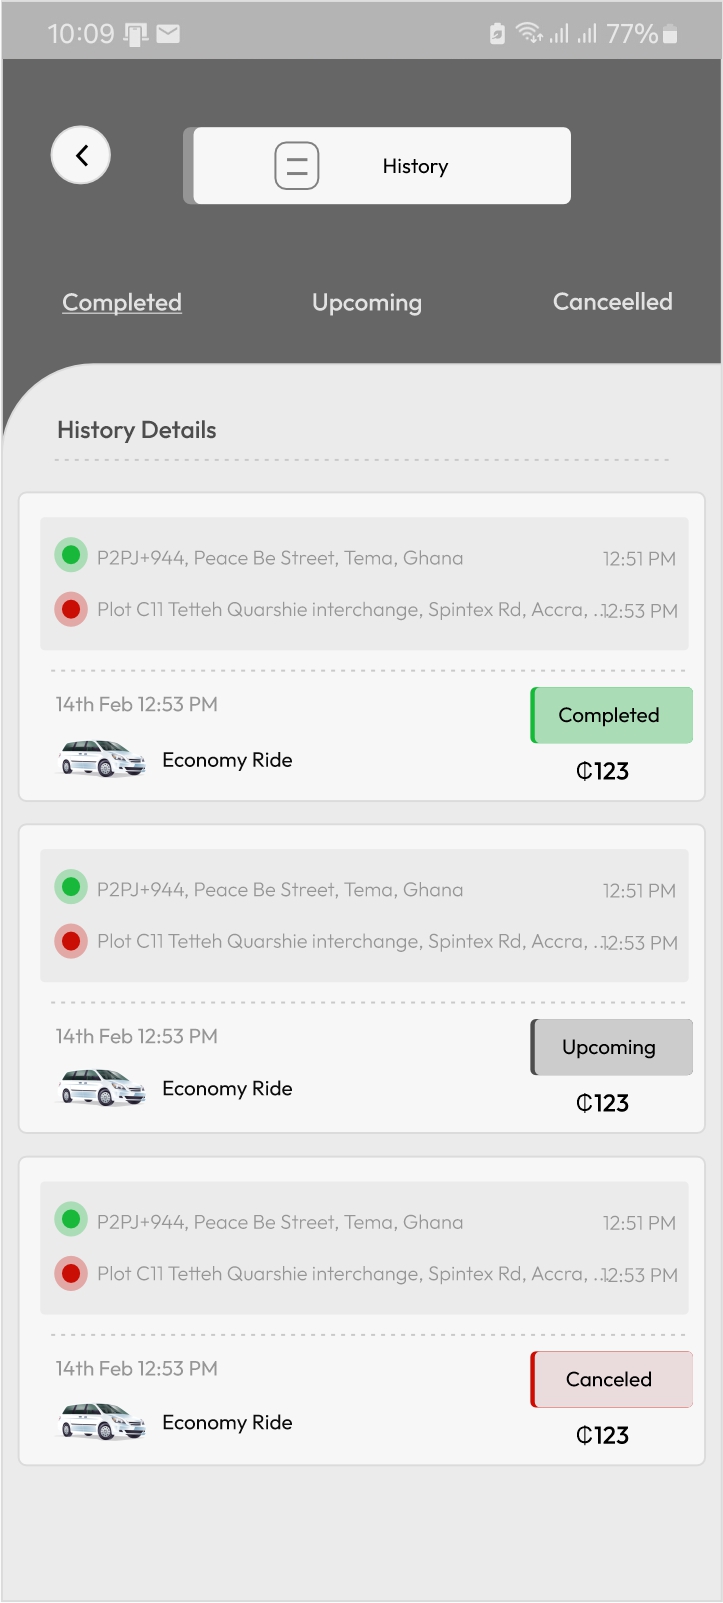 10:09 77%
History
Completed Upcoming Canceelled
History Details
P2PJ+944, Peace Be Street, Tema, Ghana 12:51 PM
Plot C11 Tetteh Quarshie interchange, Spintex Rd, Accra, ...12:53 PM
14th Feb 12:53 PM Completed
Economy Ride ₵123
P2PJ+944, Peace Be Street, Tema, Ghana 12:51 PM
Plot C11 Tetteh Quarshie interchange, Spintex Rd, Accra, ...12:53 PM
14th Feb 12:53 PM Upcoming
Economy Ride ₵123
P2PJ+944, Peace Be Street, Tema, Ghana 12:51 PM
Plot C11 Tetteh Quarshie interchange, Spintex Rd, Accra, ...12:53 PM
14th Feb 12:53 PM Canceled
Economy Ride ₵123